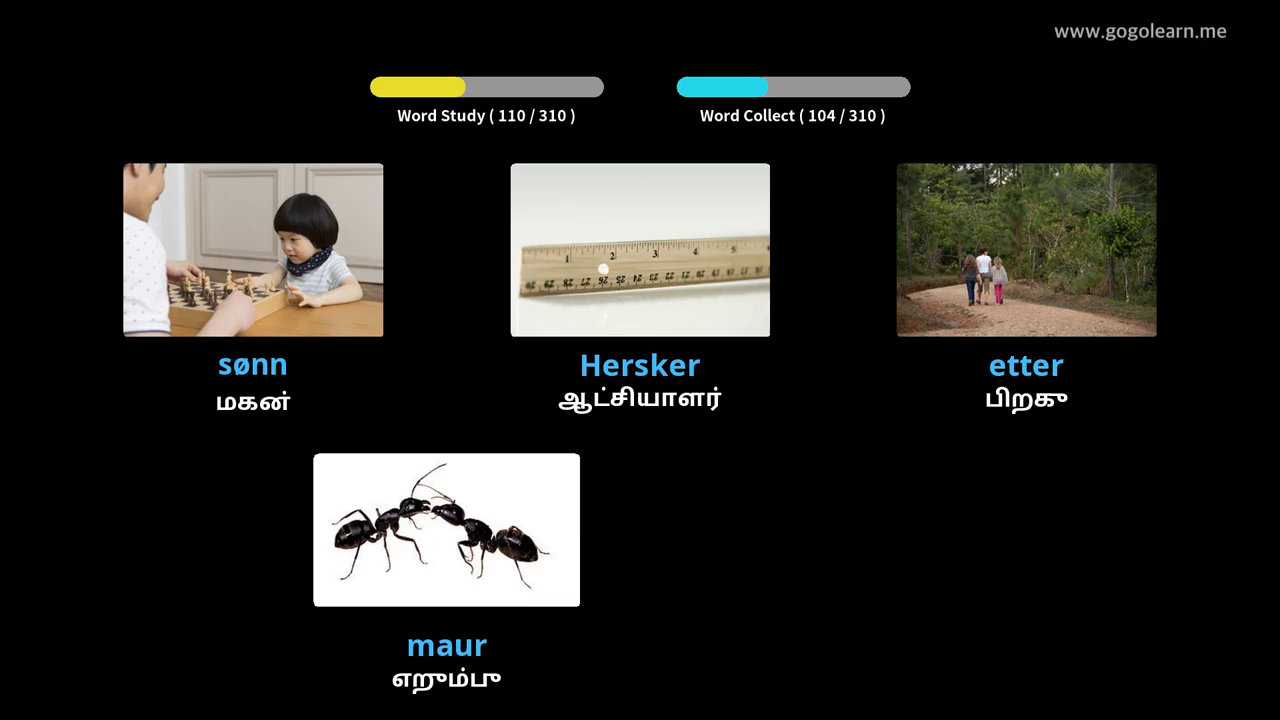 www.gogolearn.me
Word Study ( 110 / 310 )
Word Collect ( 104 / 310 )
sønn
மகன்
Hersker
ஆட்சியாளர்
etter
பிறகு
maur
எறும்பு